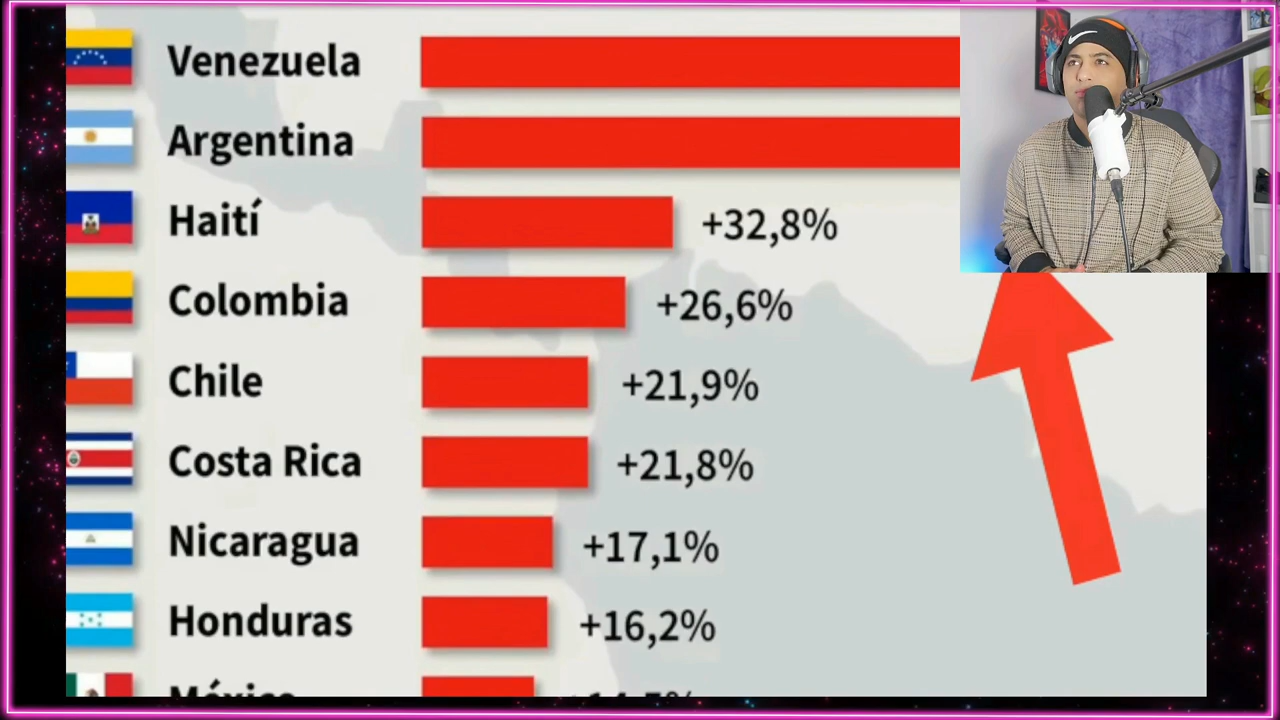 Venezuela
Argentina
Haití +32,8%
Colombia +26,6%
Chile +21,9%
Costa Rica +21,8%
Nicaragua +17,1%
Honduras +16,2%
México